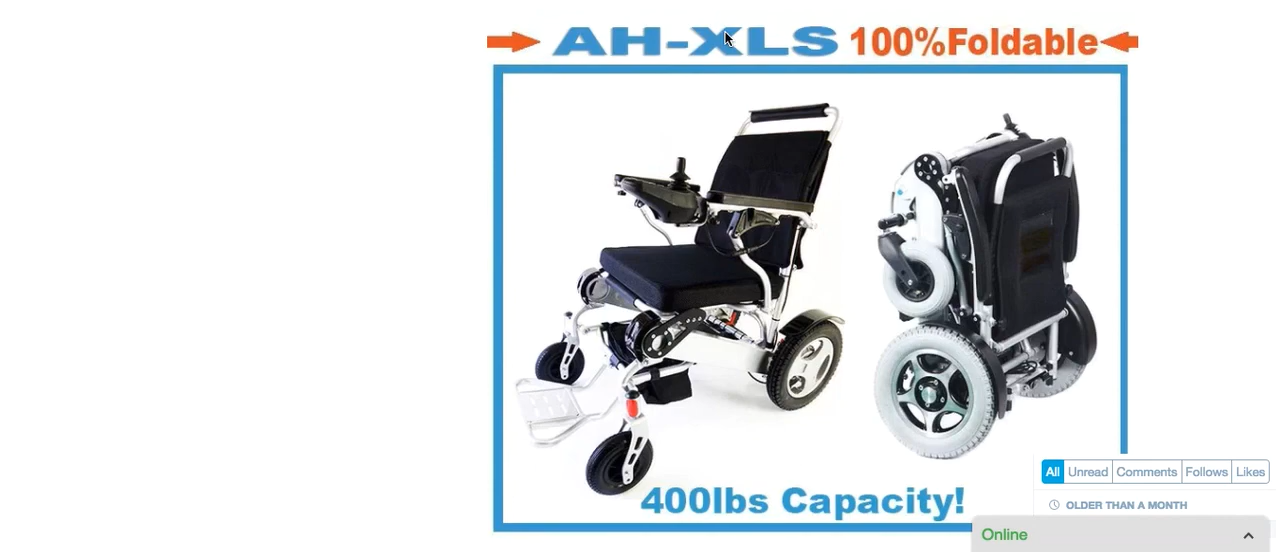 AH-XLS 100%Foldable
400lbs Capacity!
All Unread Comments Follows Likes
OLDER THAN A MONTH
Online